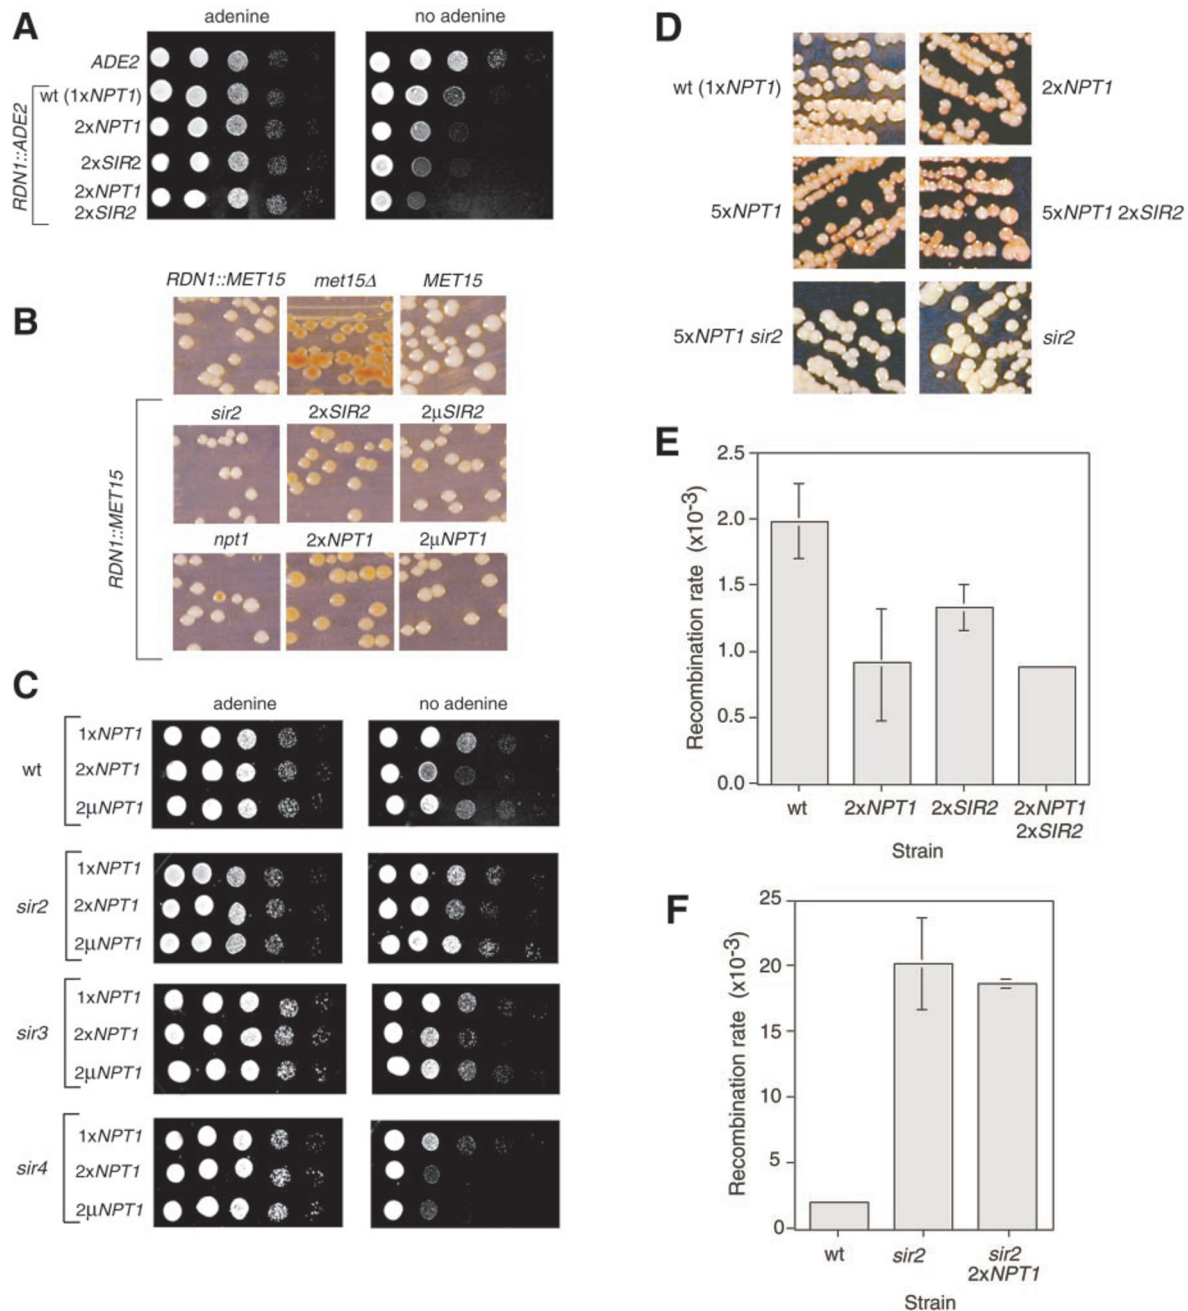 A
adenine
no adenine
ADE2
wt (1xNPT1)
2xNPT1
2xSIR2
2xNPT1
2xSIR2
RDN1::ADE2
B
RDN1::MET15
met15Δ
MET15
sir2
2xSIR2
2μSIR2
npt1
2xNPT1
2μNPT1
RDN1::MET15
C
adenine
no adenine
wt
1xNPT1
2xNPT1
2μNPT1
sir2
1xNPT1
2xNPT1
2μNPT1
sir3
1xNPT1
2xNPT1
2μNPT1
sir4
1xNPT1
2xNPT1
2μNPT1
D
wt (1xNPT1)
2xNPT1
5xNPT1
5xNPT1 2xSIR2
5xNPT1 sir2
sir2
E
Recombination rate (x10-3)
2.5
2.0
1.5
1.0
0.5
0.0
wt
2xNPT1
2xSIR2
2xNPT1
2xSIR2
Strain
F
Recombination rate (x10-3)
25
20
15
10
5
0
wt
sir2
sir2
2xNPT1
Strain